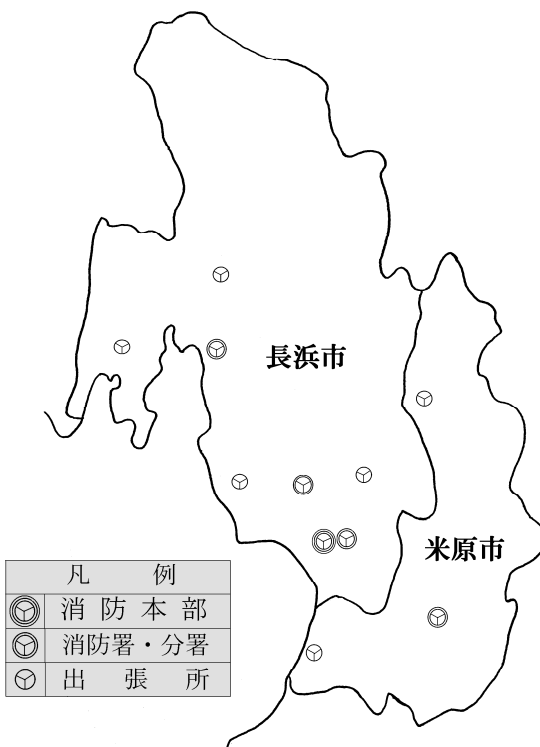 長浜市
米原市
凡 例
消 防 本 部
消防署・分署
出 張 所